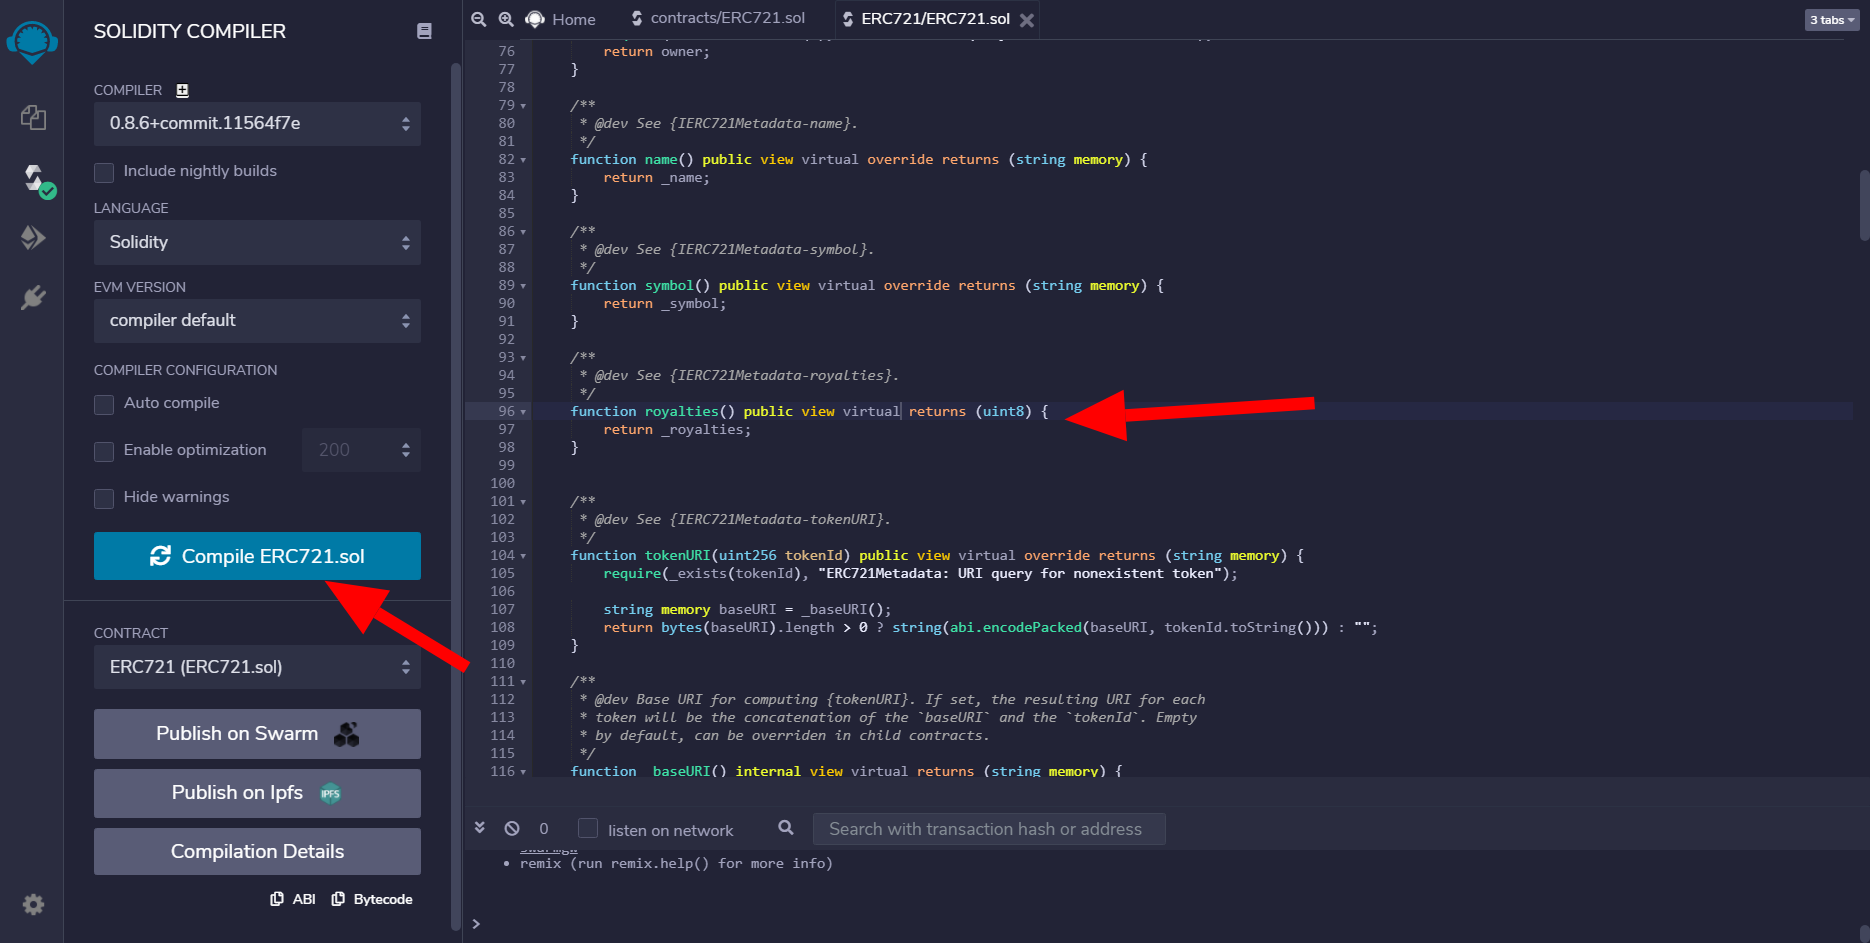 SOLIDITY COMPILER
COMPILER
0.8.6+commit.11564f7e
Include nightly builds
LANGUAGE
Solidity
EVM VERSION
compiler default
COMPILER CONFIGURATION
Auto compile
Enable optimization 200
Hide warnings
Compile ERC721.sol
CONTRACT
ERC721 (ERC721.sol)
Publish on Swarm
Publish on Ipfs IPFS
Compilation Details
ABI Bytecode
Home contracts/ERC721.sol ERC721/ERC721.sol 3 tabs
76 return owner;
77 }
78
79 /**
80 * @dev See {IERC721Metadata-name}.
81 */
82 function name() public view virtual override returns (string memory) {
83 return _name;
84 }
85
86 /**
87 * @dev See {IERC721Metadata-symbol}.
88 */
89 function symbol() public view virtual override returns (string memory) {
90 return _symbol;
91 }
92
93 /**
94 * @dev See {IERC721Metadata-royalties}.
95 */
96 function royalties() public view virtual returns (uint8) {
97 return _royalties;
98 }
99
100
101 /**
102 * @dev See {IERC721Metadata-tokenURI}.
103 */
104 function tokenURI(uint256 tokenId) public view virtual override returns (string memory) {
105 require(_exists(tokenId), "ERC721Metadata: URI query for nonexistent token");
106
107 string memory baseURI = _baseURI();
108 return bytes(baseURI).length > 0 ? string(abi.encodePacked(baseURI, tokenId.toString())) : "";
109 }
110
111 /**
112 * @dev Base URI for computing {tokenURI}. If set, the resulting URI for each
113 * token will be the concatenation of the `baseURI` and the `tokenId`. Empty
114 * by default, can be overriden in child contracts.
115 */
116 function _baseURI() internal view virtual returns (string memory) {
0 listen on network Search with transaction hash or address
swarmgw
• remix (run remix.help() for more info)
>